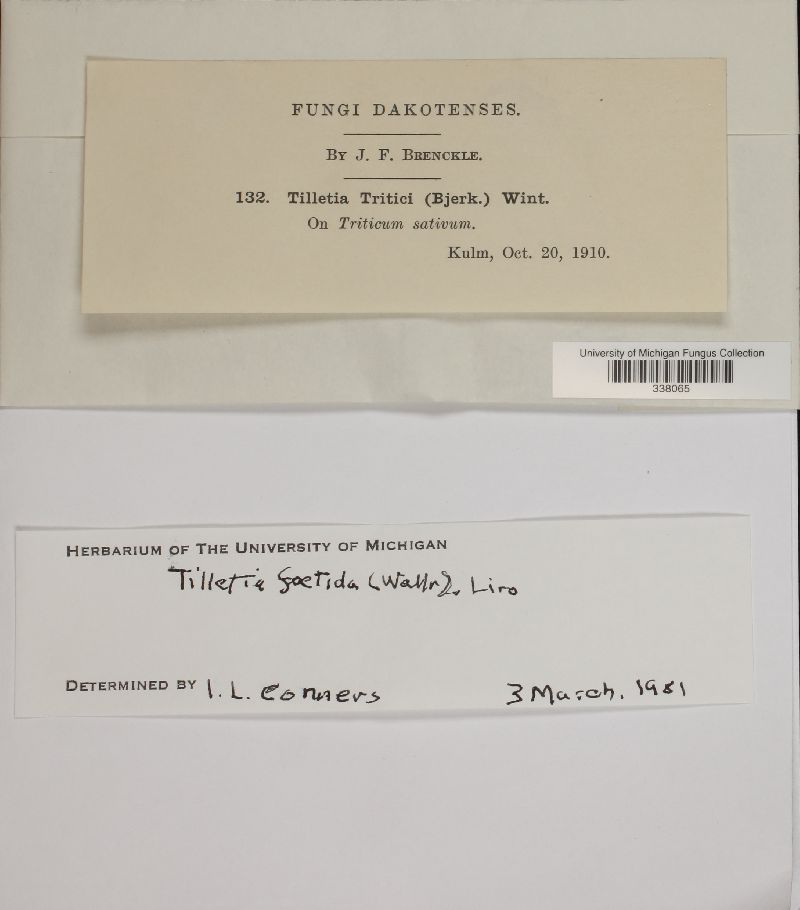 FUNGI DAKOTENSES.
BY J. F. BRENCKLE.
132. Tilletia Tritici (Bjerk.) Wint.
On Triticum sativum.
Kulm, Oct. 20, 1910.
University of Michigan Fungus Collection
338065
HERBARIUM OF THE UNIVERSITY OF MICHIGAN
Tilletia foetida (Wallr). Liro
DETERMINED BY I. L. Conners 3 March. 1981